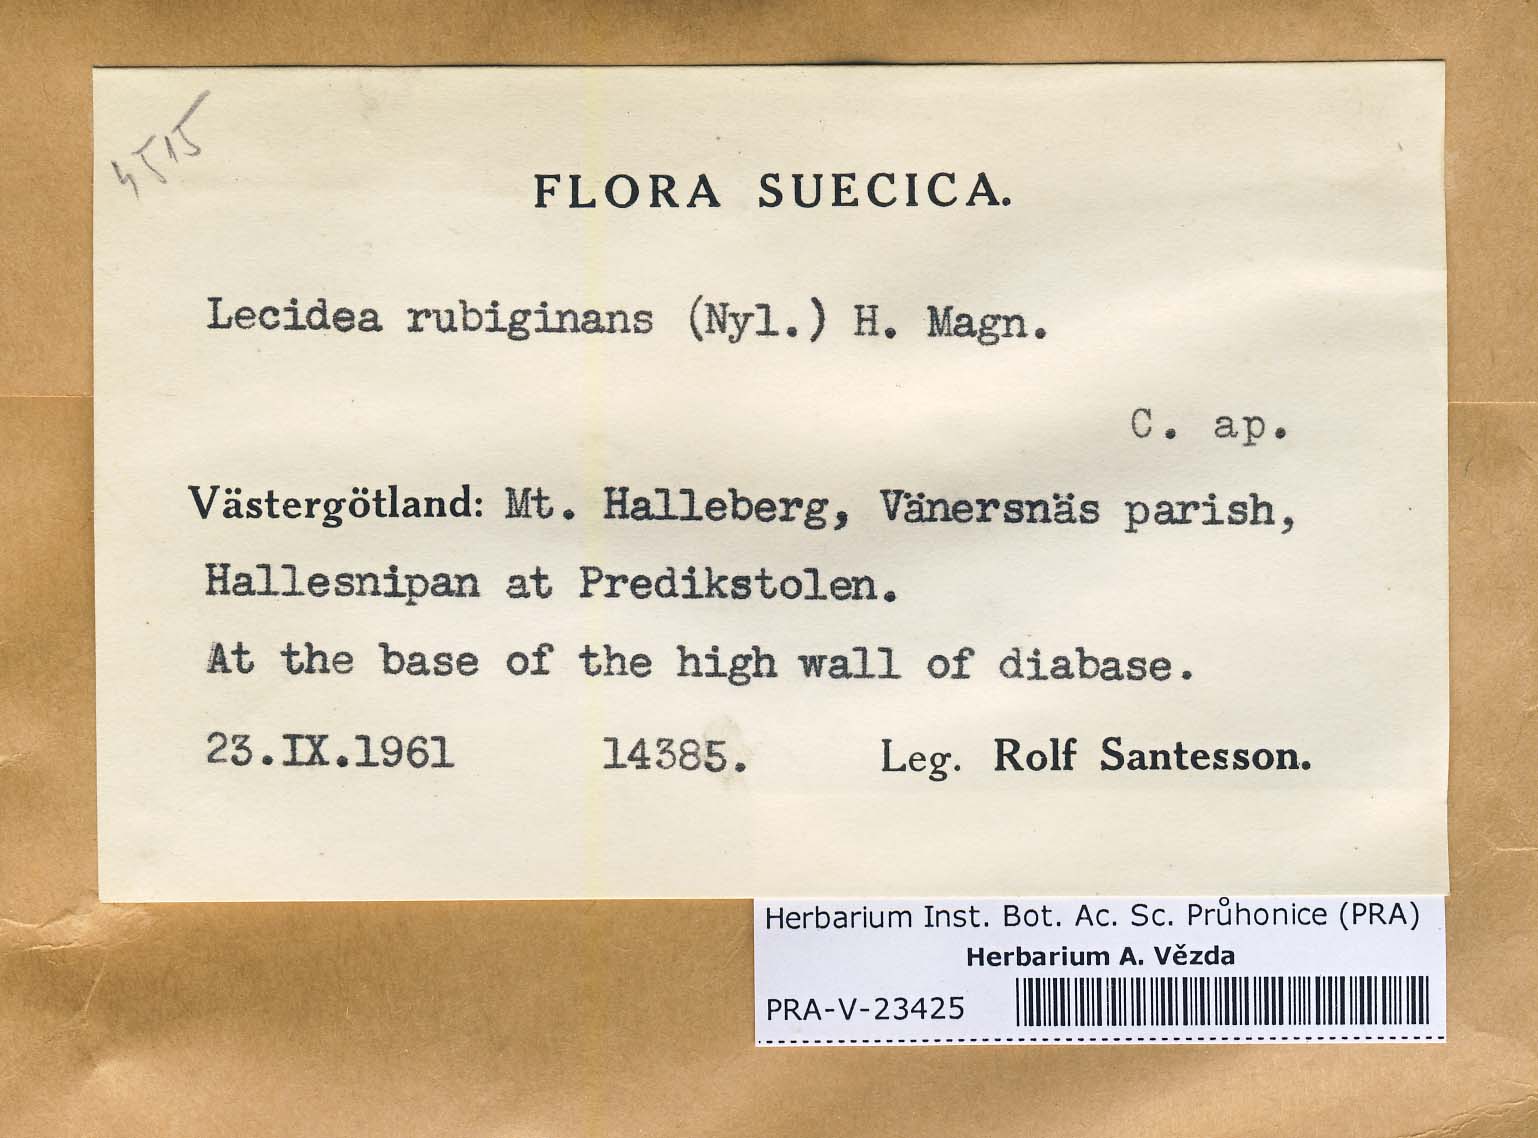 4515
FLORA SUECICA.
Lecidea rubiginans (Nyl.) H. Magn.
C. ap.
Västergötland: Mt. Halleberg, Vänersnäs parish,
Hallesnipan at Predikstolen.
At the base of the high wall of diabase.
23.IX.1961 14385. Leg. Rolf Santesson.
Herbarium Inst. Bot. Ac. Sc. Průhonice (PRA)
Herbarium A. Vězda
PRA-V-23425